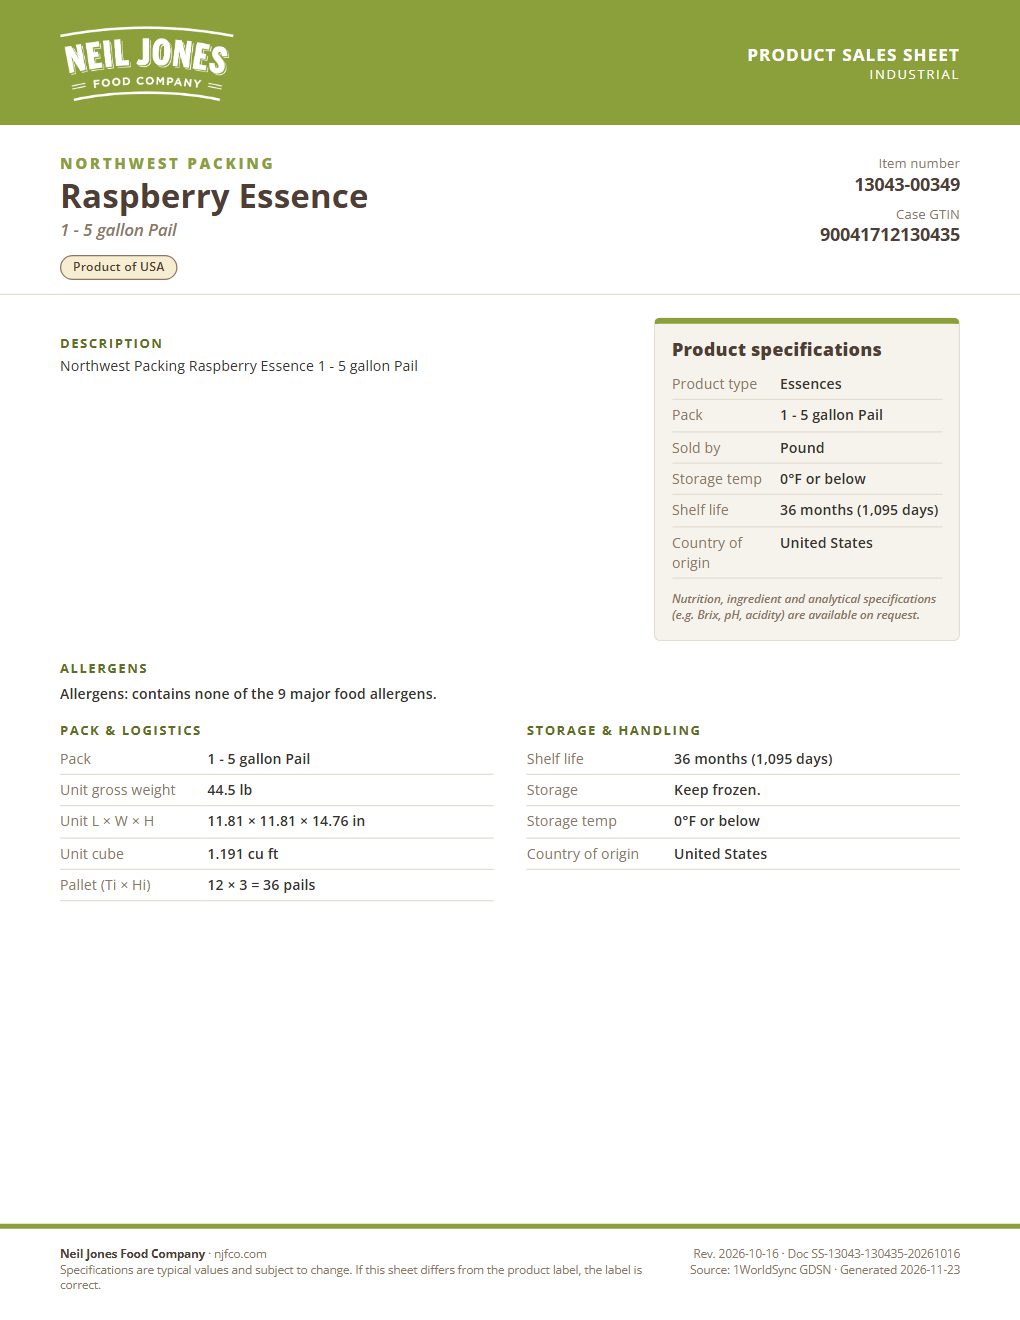 NEIL JONES
FOOD COMPANY
PRODUCT SALES SHEET
INDUSTRIAL
NORTHWEST PACKING
Raspberry Essence
1 - 5 gallon Pail
Product of USA
Item number
13043-00349
Case GTIN
90041712130435
DESCRIPTION
Northwest Packing Raspberry Essence 1 - 5 gallon Pail
Product specifications
Product type Essences
Pack 1 - 5 gallon Pail
Sold by Pound
Storage temp 0°F or below
Shelf life 36 months (1,095 days)
Country of United States
origin
Nutrition, ingredient and analytical specifications
(e.g. Brix, pH, acidity) are available on request.
ALLERGENS
Allergens: contains none of the 9 major food allergens.
PACK & LOGISTICS
Pack 1 - 5 gallon Pail
Unit gross weight 44.5 lb
Unit L × W × H 11.81 × 11.81 × 14.76 in
Unit cube 1.191 cu ft
Pallet (Ti × Hi) 12 × 3 = 36 pails
STORAGE & HANDLING
Shelf life 36 months (1,095 days)
Storage Keep frozen.
Storage temp 0°F or below
Country of origin United States
Neil Jones Food Company · njfco.com
Specifications are typical values and subject to change. If this sheet differs from the product label, the label is
correct.
Rev. 2026-10-16 · Doc SS-13043-130435-20261016
Source: 1WorldSync GDSN · Generated 2026-11-23